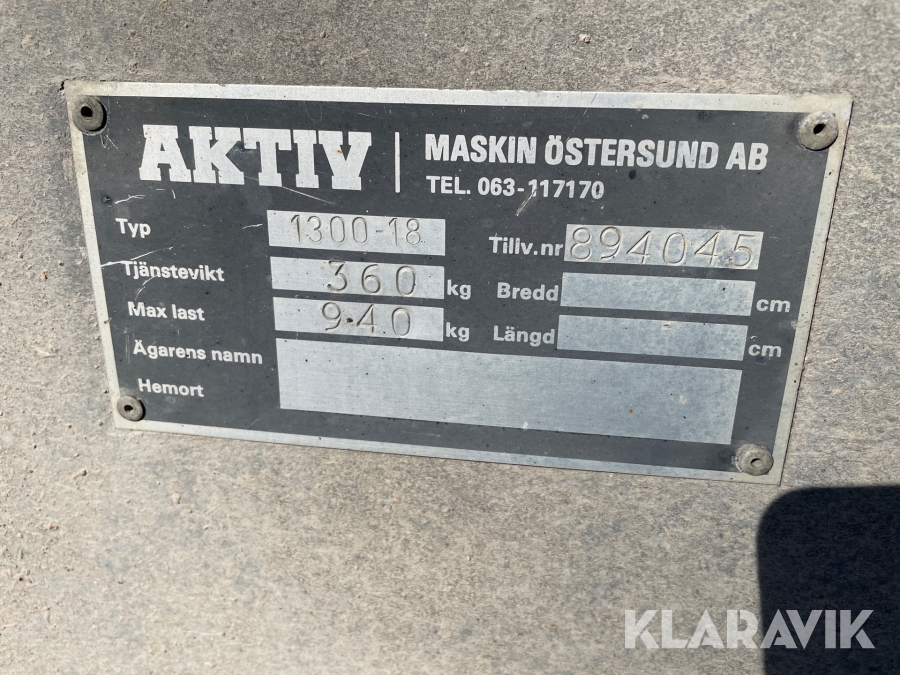 AKTIV
MASKIN ÖSTERSUND AB
TEL. 063-117170
Typ 1300-18
Tillv.nr 894045
Tjänstevikt 360 kg
Bredd cm
Max last 940 kg
Längd cm
Ägarens namn
Hemort
KLARAVIK